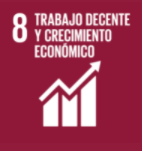 8 TRABAJO DECENTE
Y CRECIMIENTO
ECONÓMICO